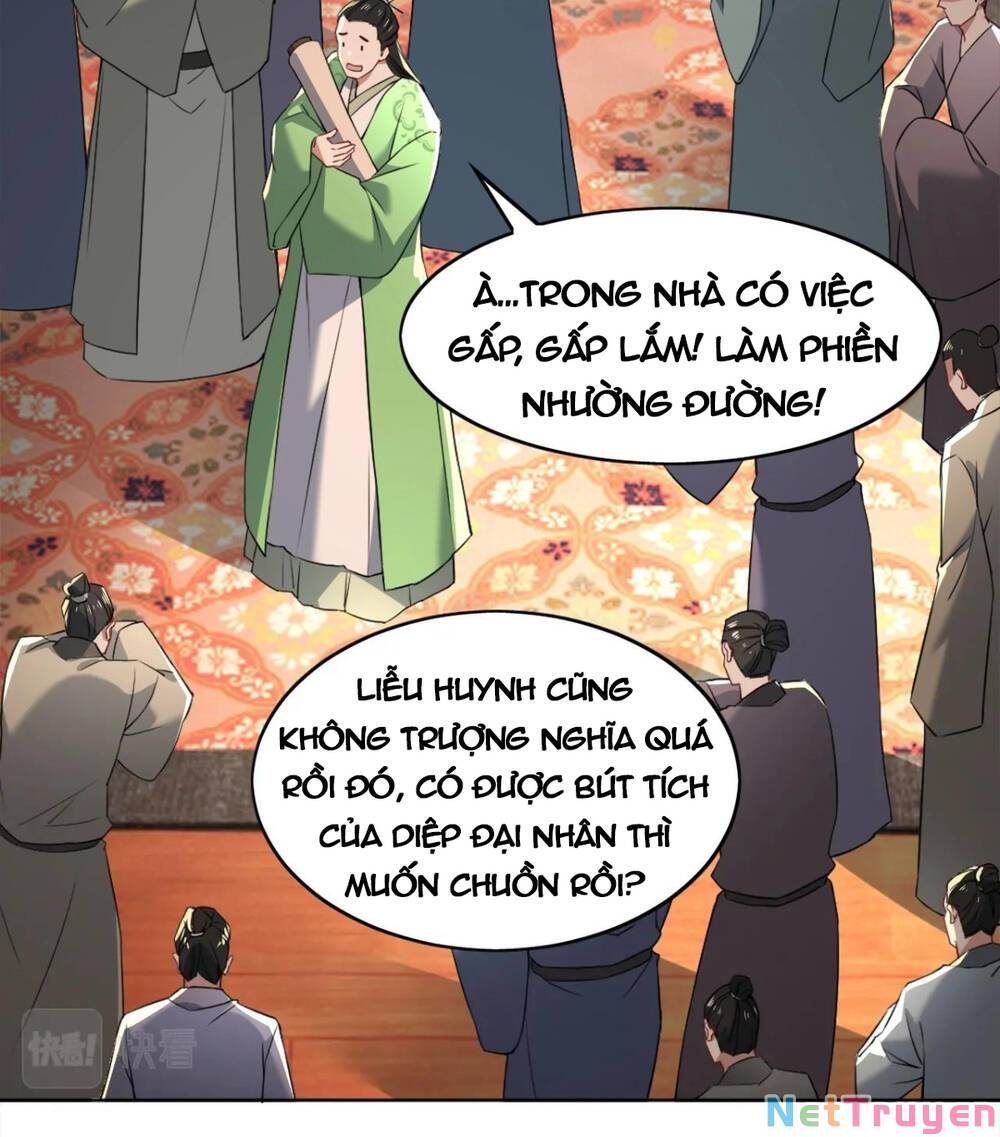 À...TRONG NHÀ CÓ VIỆC
GẤP, GẤP LẮM! LÀM PHIỀN
NHƯỜNG ĐƯỜNG!
LIỄU HUYNH CŨNG
KHÔNG TRƯỢNG NGHĨA QUÁ
RỒI ĐÓ, CÓ ĐƯỢC BÚT TÍCH
CỦA DIỆP ĐẠI NHÂN THÌ
MUỐN CHUỒN RỒI?
快看! 快看
NetTruyen